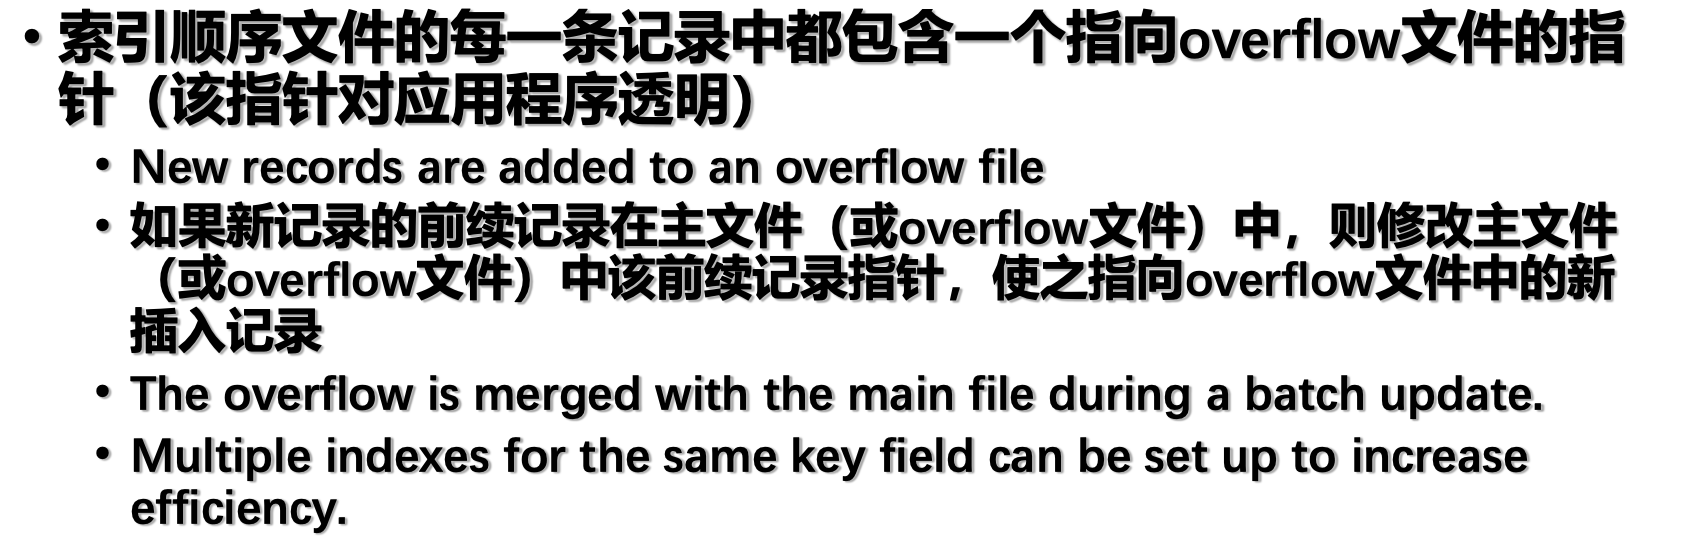 • 索引顺序文件的每一条记录中都包含一个指向overflow文件的指
针（该指针对应用程序透明）
• New records are added to an overflow file
• 如果新记录的前续记录在主文件（或overflow文件）中，则修改主文件
（或overflow文件）中该前续记录指针，使之指向overflow文件中的新
插入记录
• The overflow is merged with the main file during a batch update.
• Multiple indexes for the same key field can be set up to increase
efficiency.